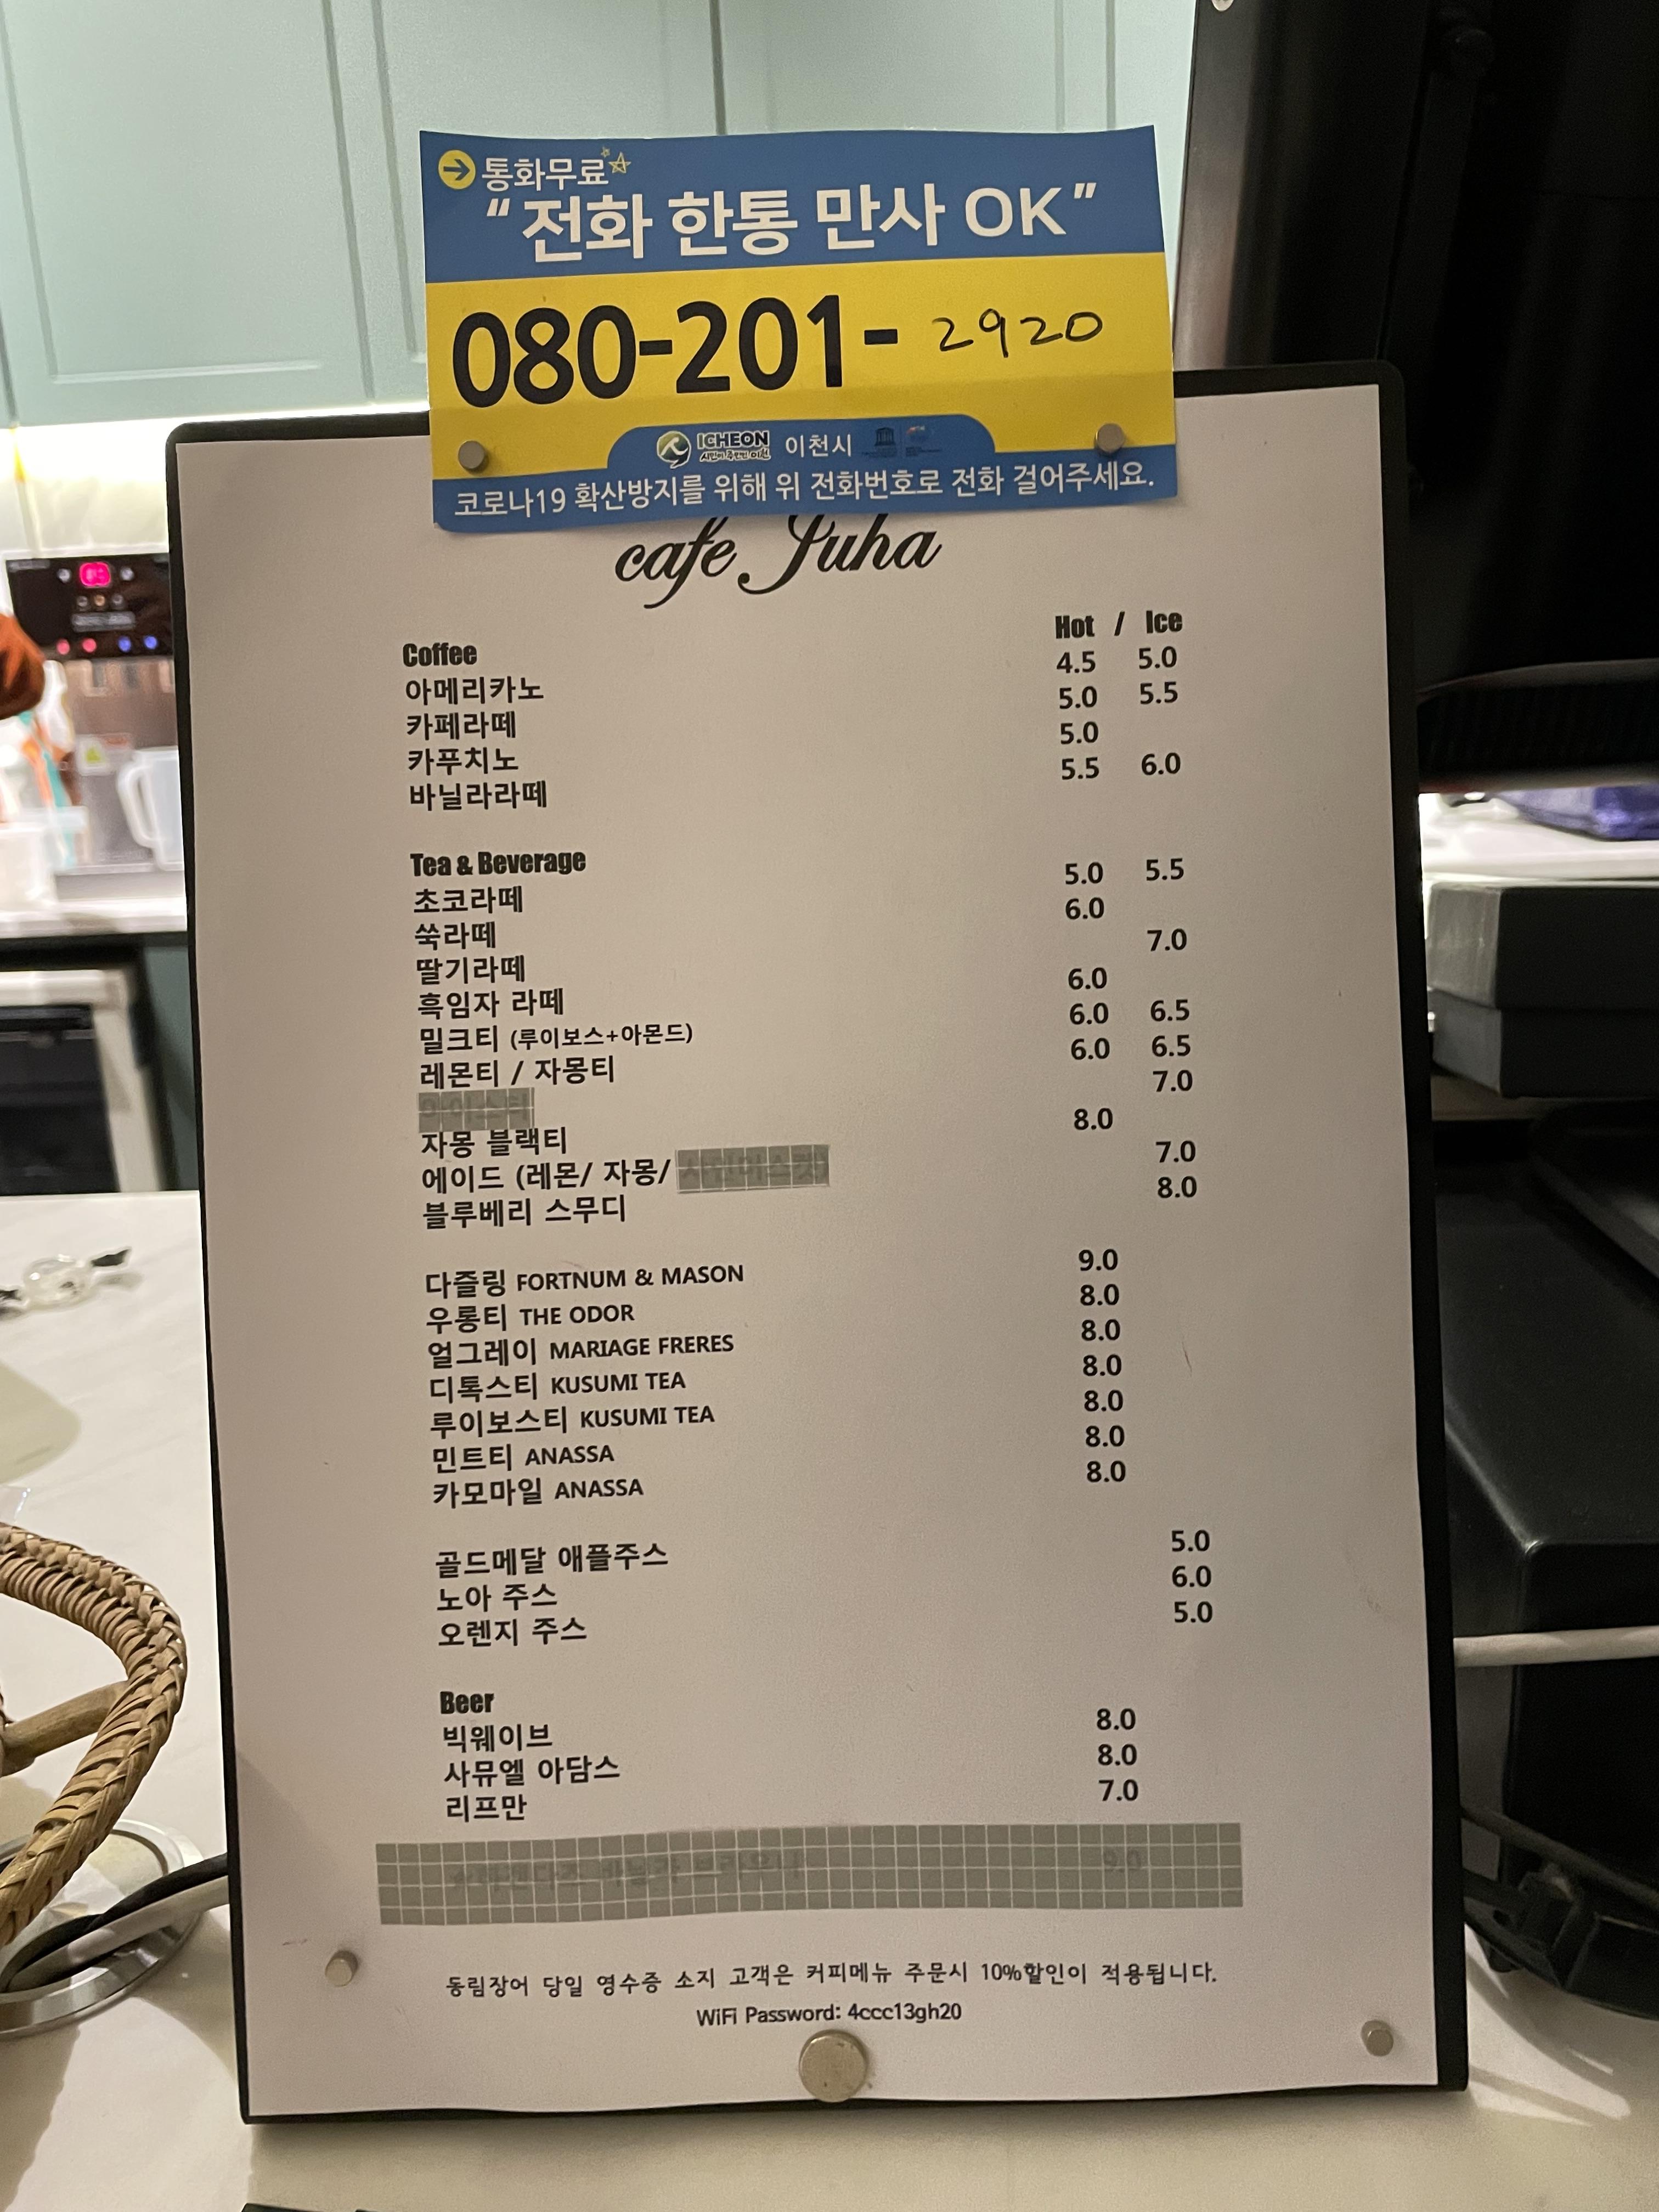 통화무료
“전화 한통 만사 OK”
080-201- 2920
ICHEON 이천시
코로나19 확산방지를 위해 위 전화번호로 전화 걸어주세요.
cafe Juha
Hot / Ice
Coffee 4.5 5.0
아메리카노 5.0 5.5
카페라떼 5.0
카푸치노 5.5 6.0
바닐라라떼
Tea & Beverage 5.0 5.5
초코라떼 6.0
쑥라떼 7.0
딸기라떼 6.0
흑임자 라떼 6.0 6.5
밀크티 (루이보스+아몬드) 6.0 6.5
레몬티 / 자몽티 7.0
아이스티 8.0
자몽 블랙티 7.0
에이드 (레몬/ 자몽/ 8.0
블루베리 스무디
다즐링 FORTNUM & MASON 9.0
우롱티 THE ODOR 8.0
얼그레이 MARIAGE FRERES 8.0
디톡스티 KUSUMI TEA 8.0
루이보스티 KUSUMI TEA 8.0
민트티 ANASSA 8.0
카모마일 ANASSA 8.0
골드메달 애플주스 5.0
노아 주스 6.0
오렌지 주스 5.0
Beer
빅웨이브 8.0
사뮤엘 아담스 8.0
리프만 7.0
9.0
동림장어 당일 영수증 소지 고객은 커피메뉴 주문시 10%할인이 적용됩니다.
WiFi Password: 4ccc13gh20